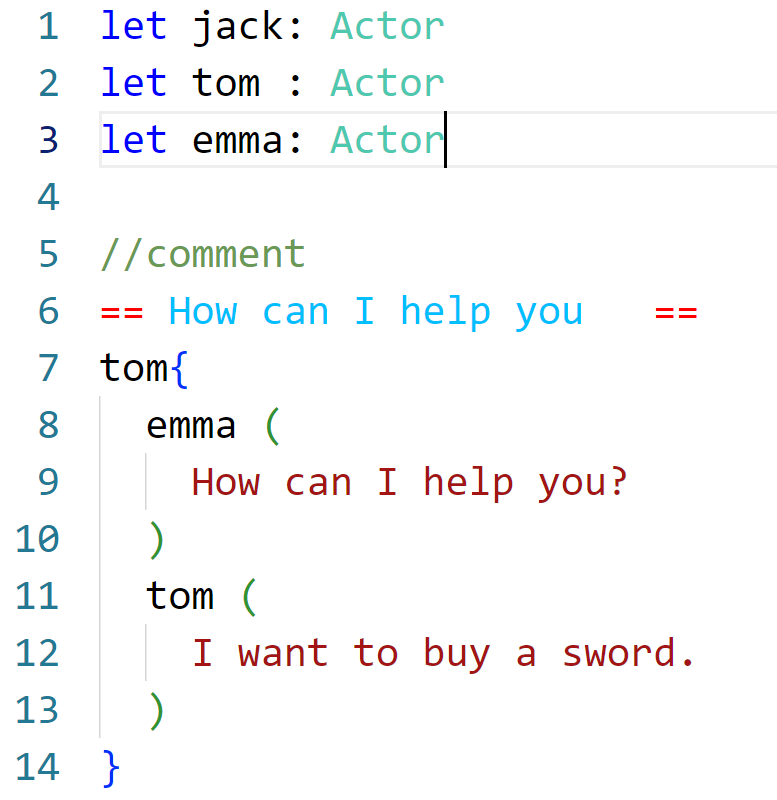 1 let jack: Actor
2 let tom : Actor
3 let emma: Actor
4
5 //comment
6 == How can I help you   ==
7 tom{
8   emma (
9     How can I help you?
10   )
11   tom (
12     I want to buy a sword.
13   )
14 }